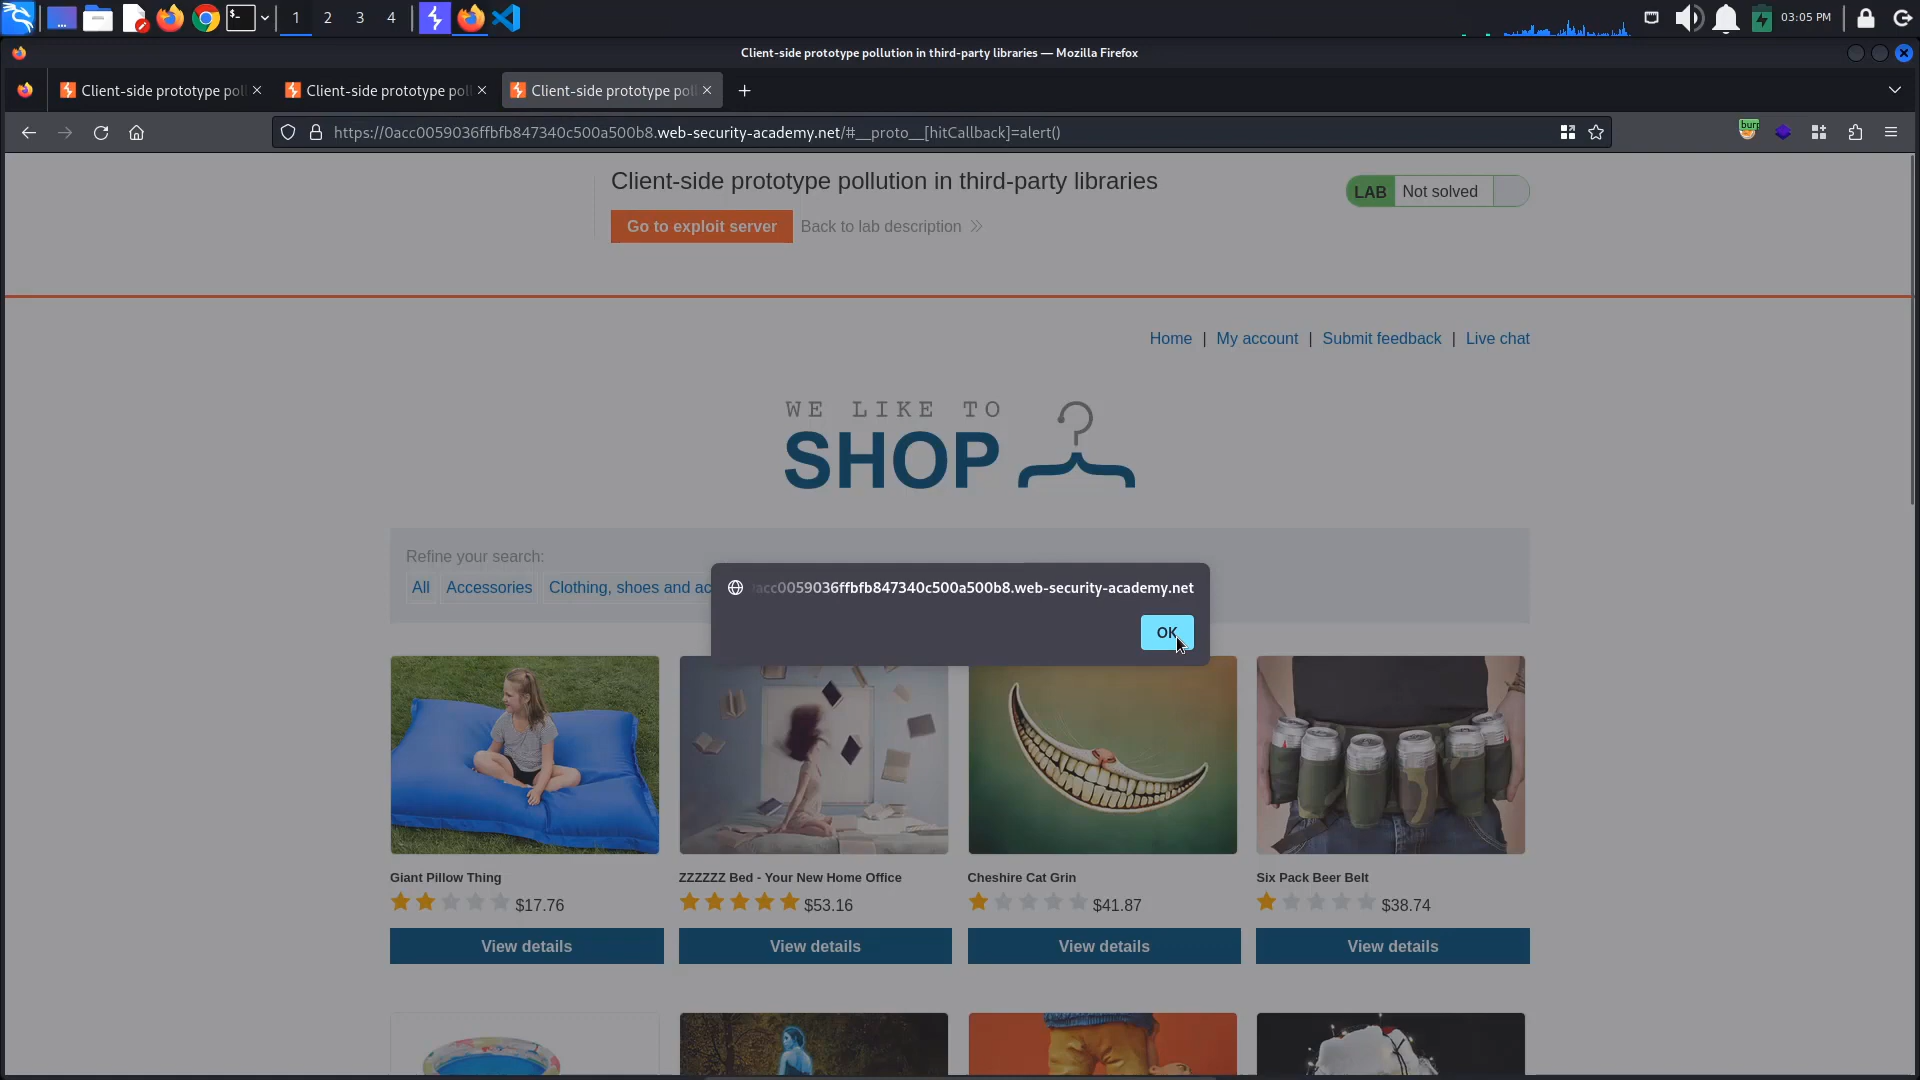 1 2 3 4
03:05 PM
Client-side prototype pollution in third-party libraries — Mozilla Firefox
Client-side prototype poll
Client-side prototype poll
Client-side prototype poll
https://0acc0059036ffbfb847340c500a500b8.web-security-academy.net/#__proto__[hitCallback]=alert()
burp
Client-side prototype pollution in third-party libraries
LAB Not solved
Go to exploit server
Back to lab description
Home | My account | Submit feedback | Live chat
WE LIKE TO
SHOP
Refine your search:
All Accessories Clothing, shoes and ac
acc0059036ffbfb847340c500a500b8.web-security-academy.net
OK
Giant Pillow Thing
$17.76
View details
ZZZZZZ Bed - Your New Home Office
$53.16
View details
Cheshire Cat Grin
$41.87
View details
Six Pack Beer Belt
$38.74
View details